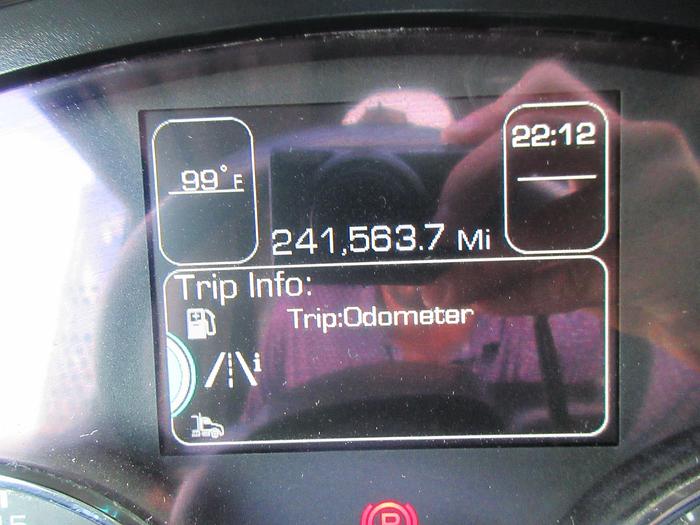 99°F
22:12
241,563.7 Mi
Trip Info:
Trip:Odometer
i
P